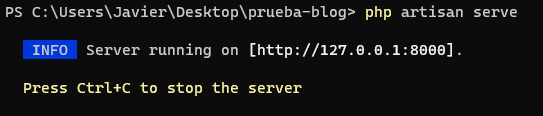 PS C:\Users\Javier\Desktop\prueba-blog> php artisan serve
INFO Server running on [http://127.0.0.1:8000].
Press Ctrl+C to stop the server